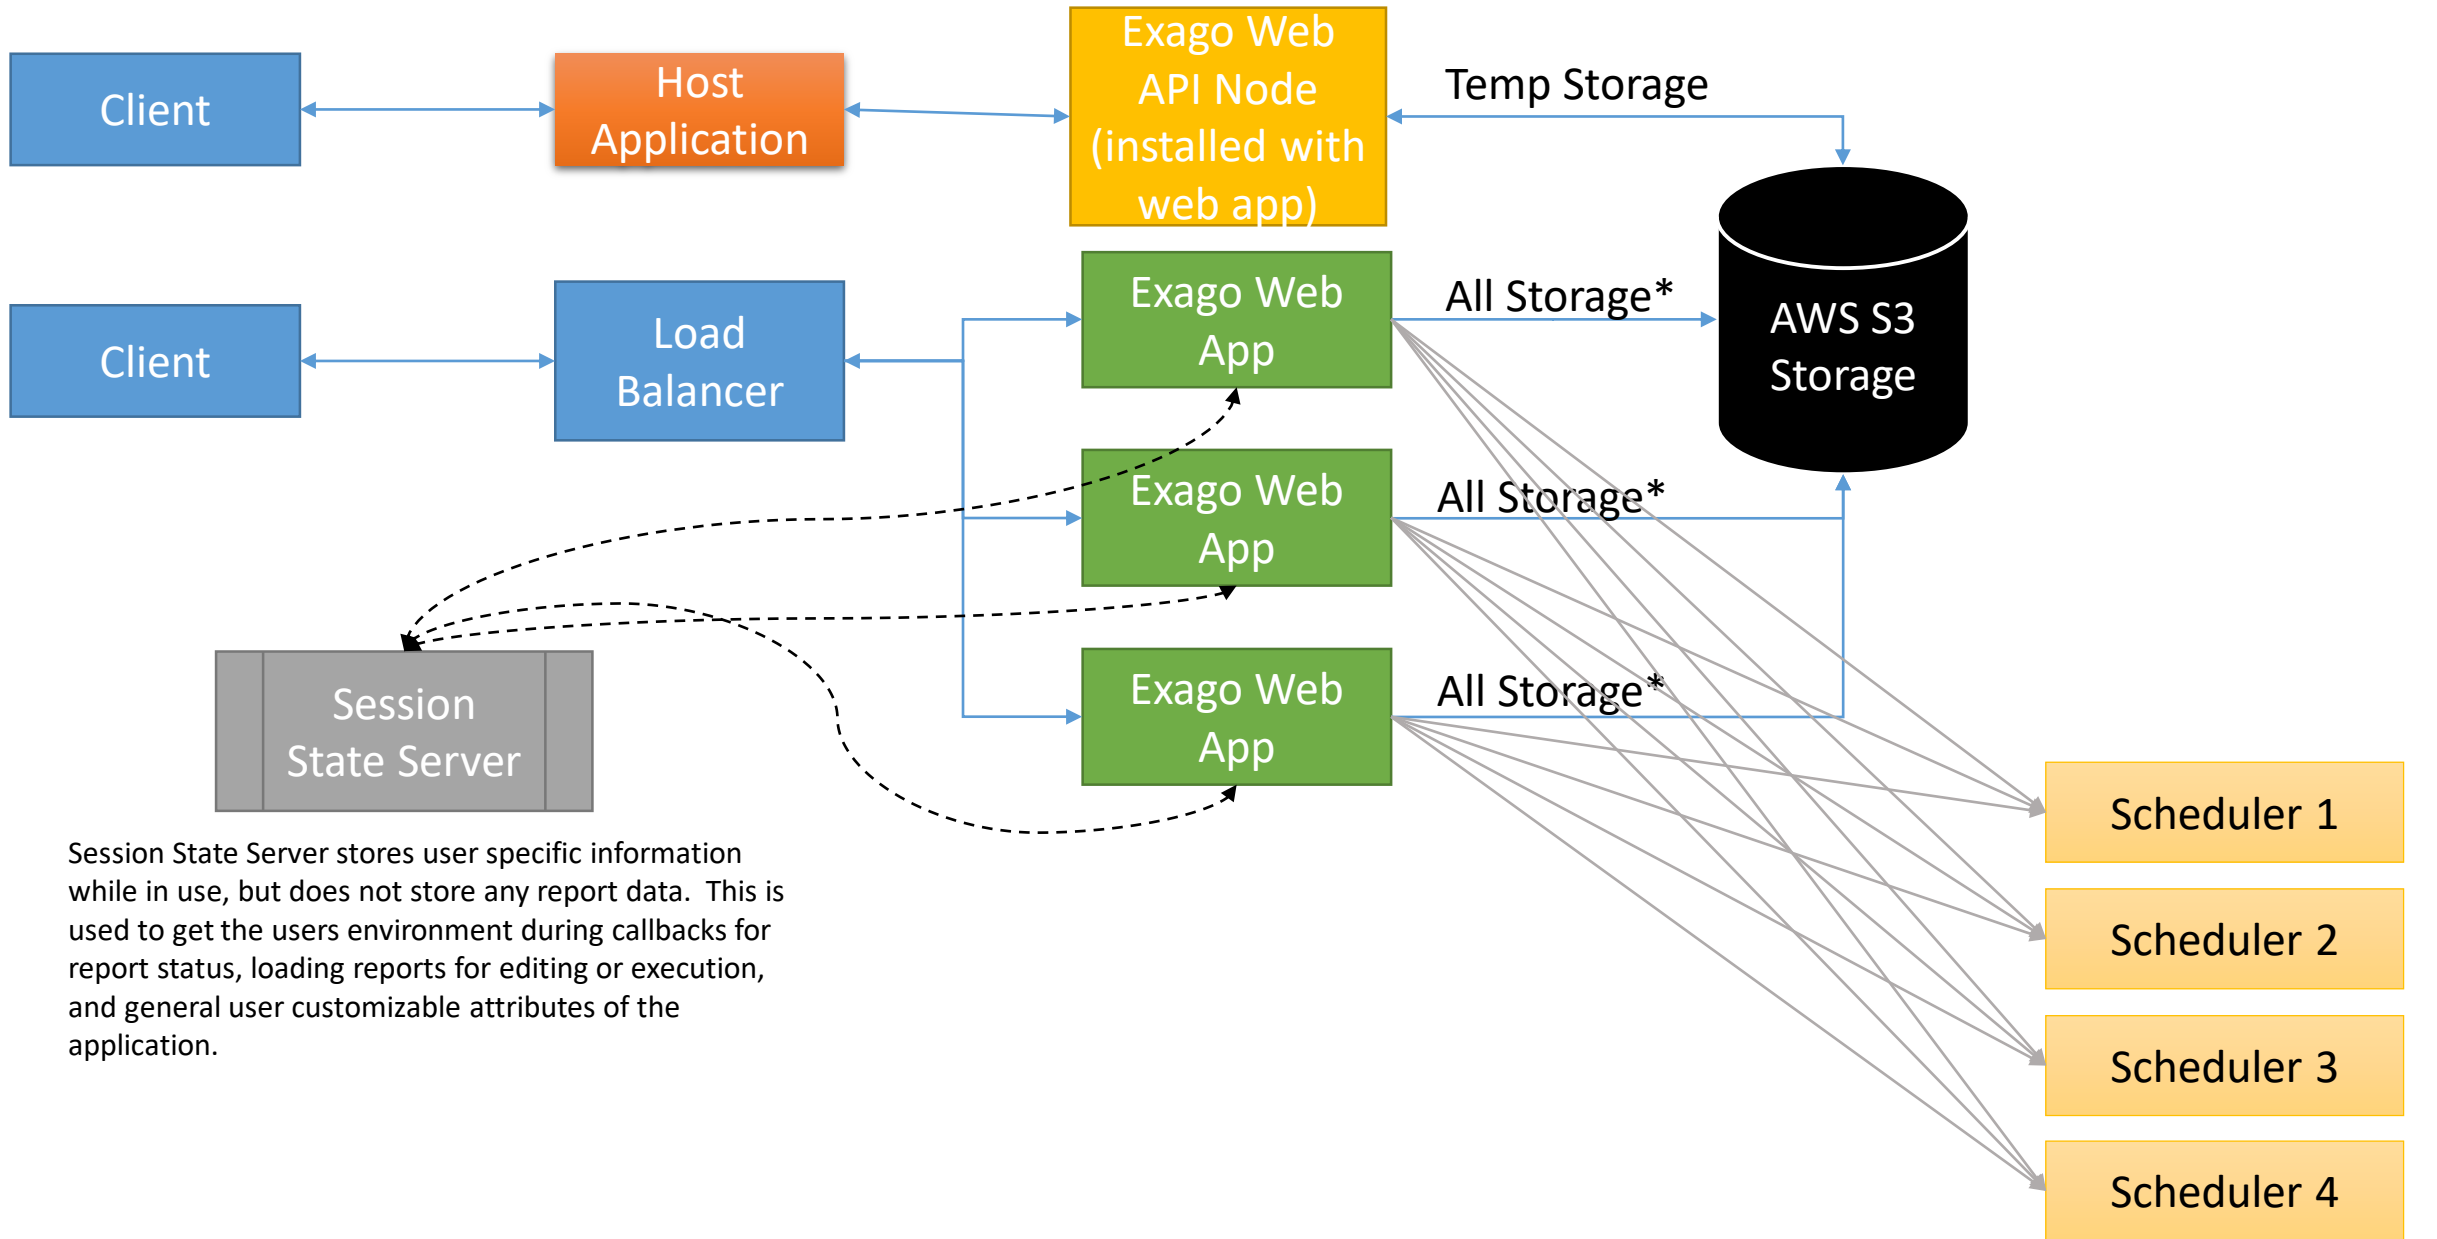 Client
Host
Application
Exago Web
API Node
(installed with
web app)
Temp Storage
Client
Load
Balancer
Exago Web
App
All Storage*
AWS S3
Storage
Exago Web
App
All Storage*
Exago Web
App
All Storage*
Session
State Server
Session State Server stores user specific information
while in use, but does not store any report data.  This is
used to get the users environment during callbacks for
report status, loading reports for editing or execution,
and general user customizable attributes of the
application.
Scheduler 1
Scheduler 2
Scheduler 3
Scheduler 4